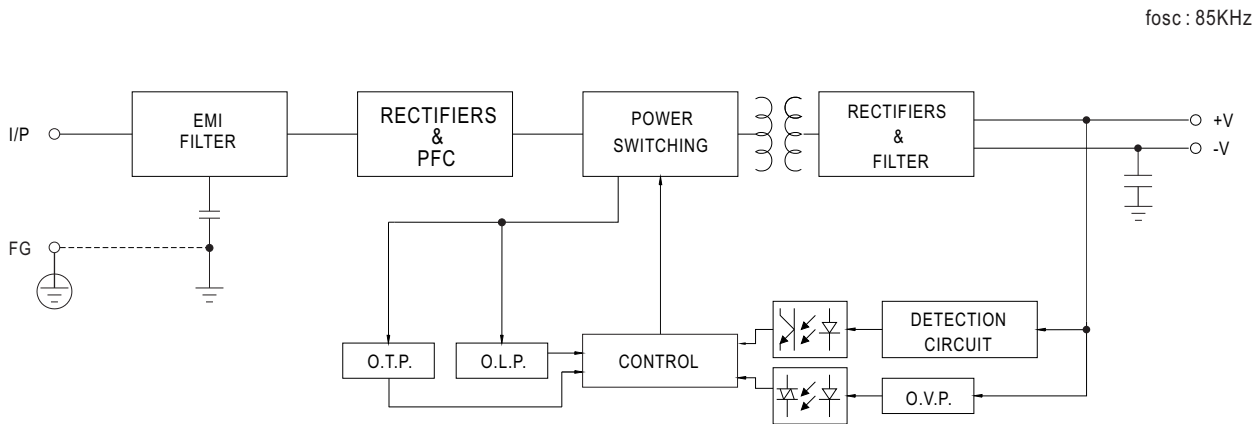 fosc : 85KHz
I/P
EMI
FILTER
RECTIFIERS
&
PFC
POWER
SWITCHING
RECTIFIERS
&
FILTER
+V
-V
FG
O.T.P.
O.L.P.
CONTROL
DETECTION
CIRCUIT
O.V.P.